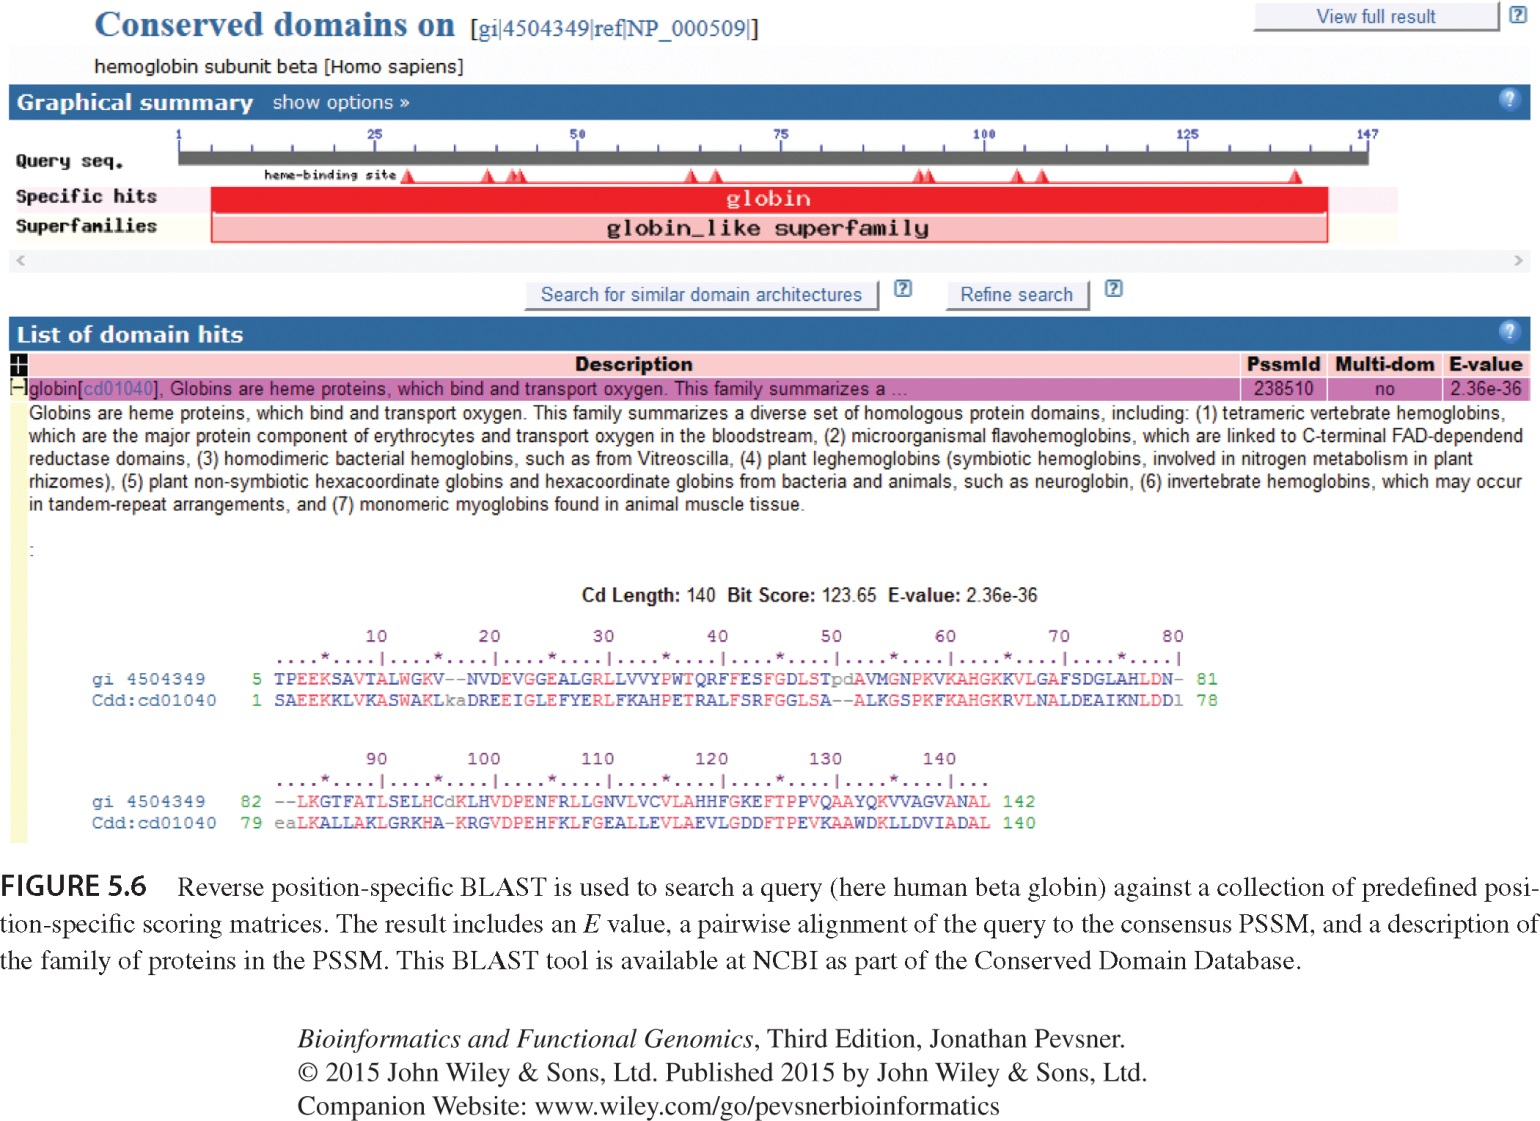 Conserved domains on [gi|4504349|ref|NP_000509|]
View full result ?
hemoglobin subunit beta [Homo sapiens]
Graphical summary show options » ?
1 25 50 75 100 125 147
Query seq.
heme-binding site
Specific hits globin
Superfamilies globin_like superfamily
< >
Search for similar domain architectures ? Refine search ?
List of domain hits ?
+ Description PssmId Multi-dom E-value
[-]globin[cd01040], Globins are heme proteins, which bind and transport oxygen. This family summarizes a ... 238510 no 2.36e-36
Globins are heme proteins, which bind and transport oxygen. This family summarizes a diverse set of homologous protein domains, including: (1) tetrameric vertebrate hemoglobins,
which are the major protein component of erythrocytes and transport oxygen in the bloodstream, (2) microorganismal flavohemoglobins, which are linked to C-terminal FAD-dependend
reductase domains, (3) homodimeric bacterial hemoglobins, such as from Vitreoscilla, (4) plant leghemoglobins (symbiotic hemoglobins, involved in nitrogen metabolism in plant
rhizomes), (5) plant non-symbiotic hexacoordinate globins and hexacoordinate globins from bacteria and animals, such as neuroglobin, (6) invertebrate hemoglobins, which may occur
in tandem-repeat arrangements, and (7) monomeric myoglobins found in animal muscle tissue.
:
Cd Length: 140 Bit Score: 123.65 E-value: 2.36e-36
10 20 30 40 50 60 70 80
....*....|....*....|....*....|....*....|....*....|....*....|....*....|....*....|
gi 4504349 5 TPEEKSAVTALWGKV--NVDEVGGEALGRLLVVYPWTQRFFESFGDLSTpdAVMGNPKVKAHGKKVLGAFSDGLAHLDN- 81
Cdd:cd01040 1 SAEEKKLVKASWAKLkaDREEIGLEFYERLFKAHPETRALFSRFGGLSA--ALKGSPKFKAHGKRVLNALDEAIKNLDDl 78
90 100 110 120 130 140
....*....|....*....|....*....|....*....|....*....|....*....|...
gi 4504349 82 --LKGTFATLSELHCdKLHVDPENFRLLGNVLVCVLAHHFGKEFTPPVQAAYQKVVAGVANAL 142
Cdd:cd01040 79 eaLKALLAKLGRKHA-KRGVDPEHFKLFGEALLEVLAEVLGDDFTPEVKAAWDKLLDVIADAL 140
FIGURE 5.6 Reverse position-specific BLAST is used to search a query (here human beta globin) against a collection of predefined posi-
tion-specific scoring matrices. The result includes an E value, a pairwise alignment of the query to the consensus PSSM, and a description of
the family of proteins in the PSSM. This BLAST tool is available at NCBI as part of the Conserved Domain Database.
Bioinformatics and Functional Genomics, Third Edition, Jonathan Pevsner.
© 2015 John Wiley & Sons, Ltd. Published 2015 by John Wiley & Sons, Ltd.
Companion Website: www.wiley.com/go/pevsnerbioinformatics